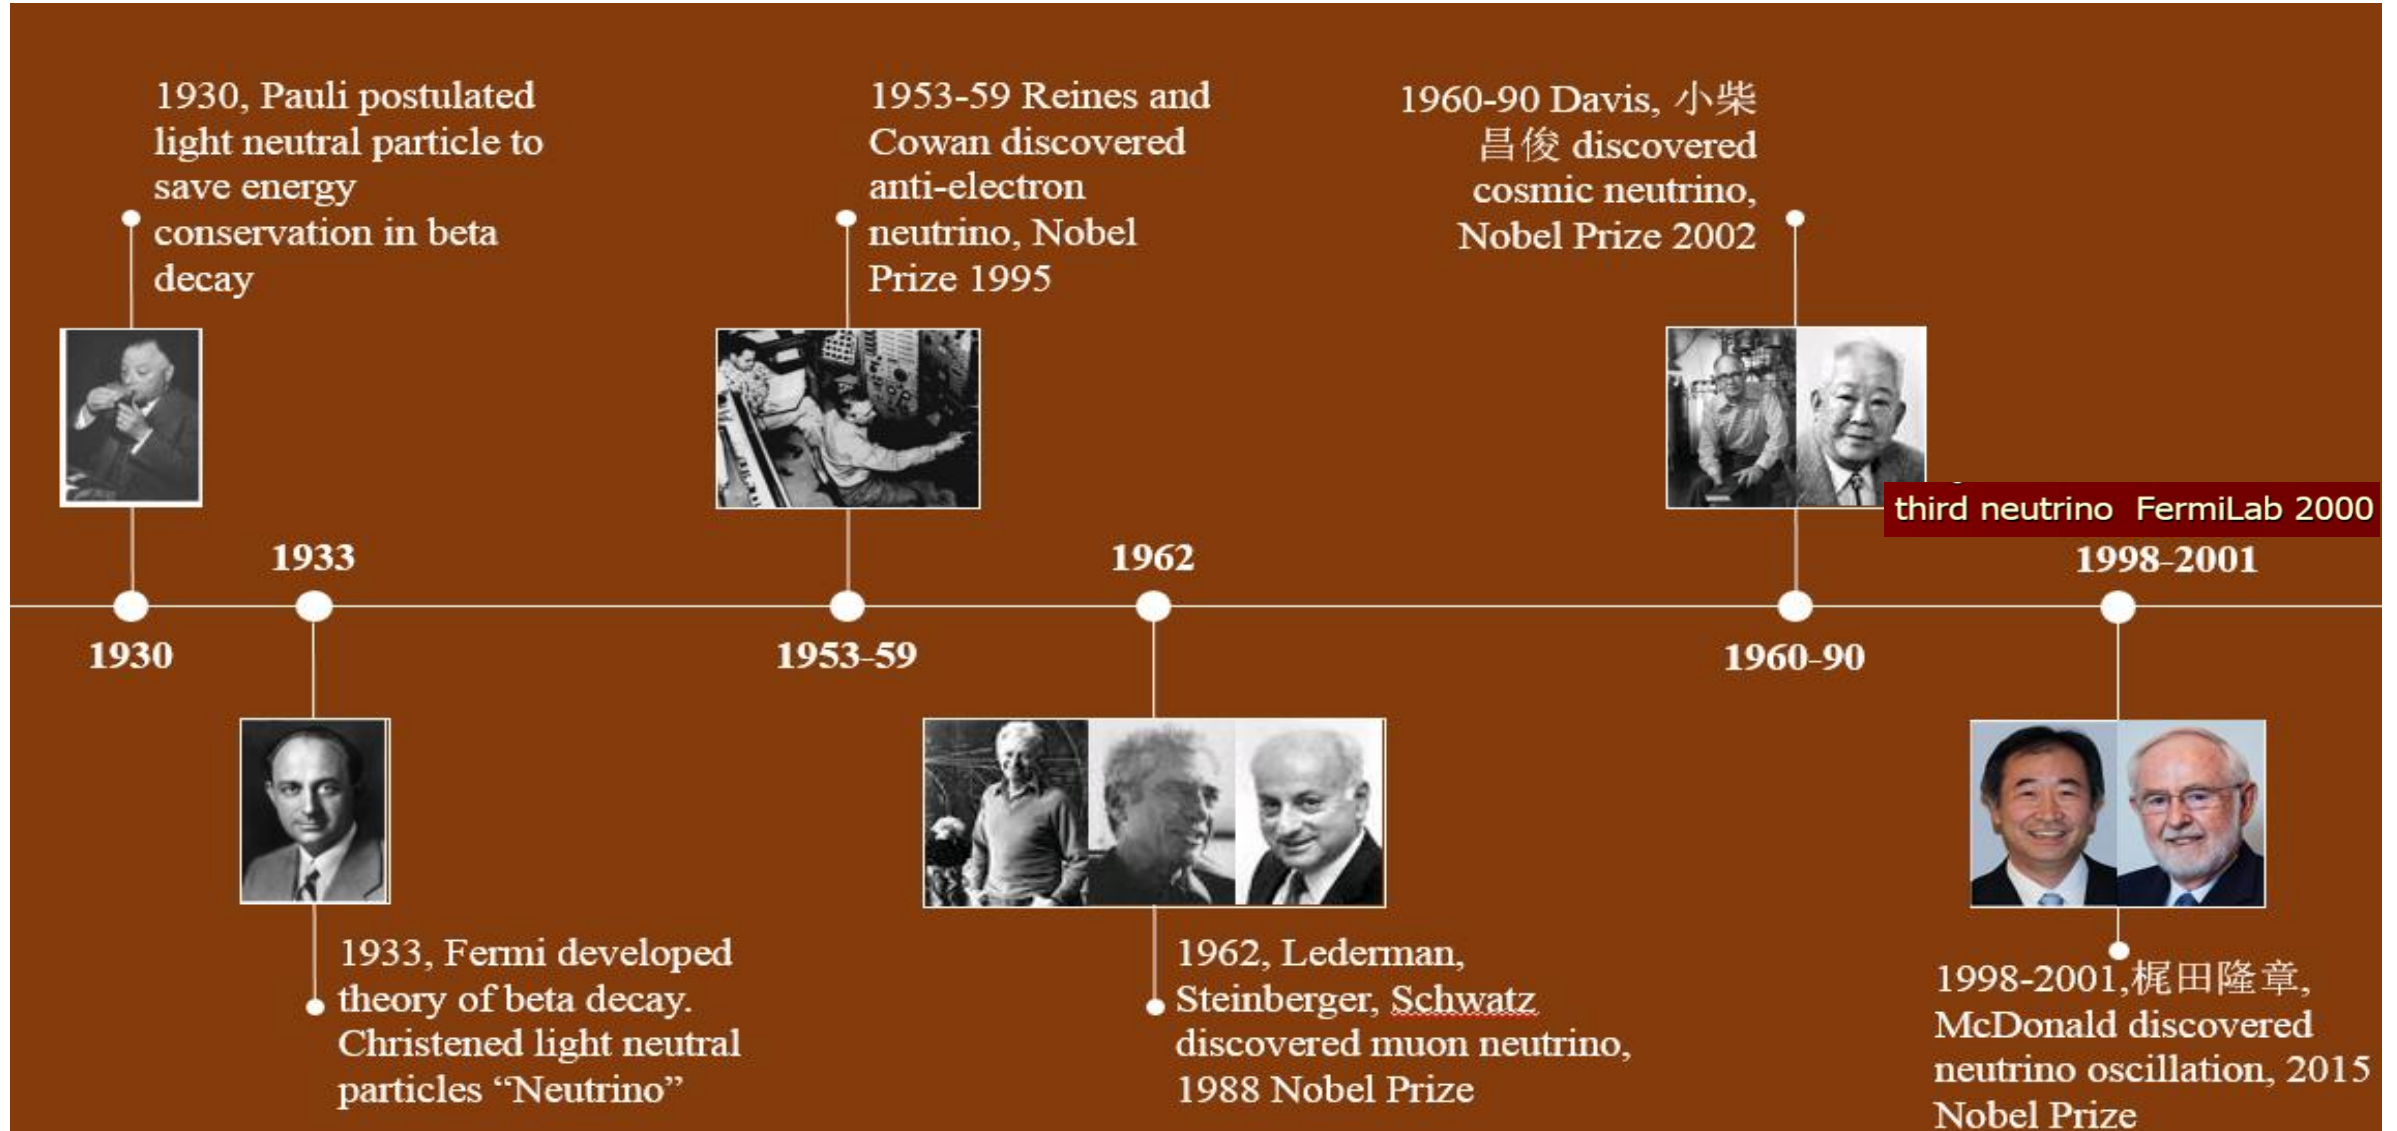 1930, Pauli postulated
light neutral particle to
save energy
conservation in beta
decay
1953-59 Reines and
Cowan discovered
anti-electron
neutrino, Nobel
Prize 1995
1960-90 Davis, 小柴
昌俊 discovered
cosmic neutrino,
Nobel Prize 2002
third neutrino  FermiLab 2000
1933
1962
1998-2001
1930
1953-59
1960-90
1933, Fermi developed
theory of beta decay.
Christened light neutral
particles “Neutrino”
1962, Lederman,
Steinberger, Schwatz
discovered muon neutrino,
1988 Nobel Prize
1998-2001,梶田隆章,
McDonald discovered
neutrino oscillation, 2015
Nobel Prize